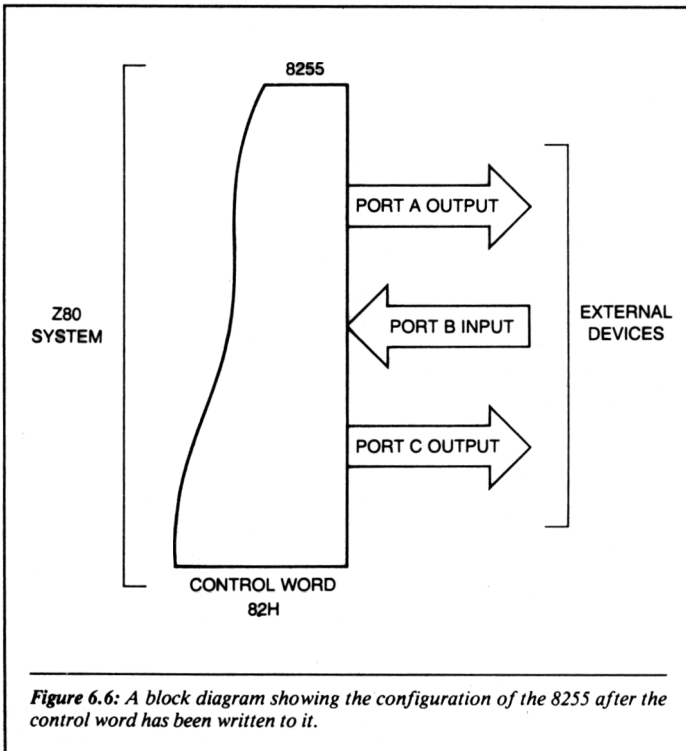 8255
PORT A OUTPUT
Z80
SYSTEM
PORT B INPUT
EXTERNAL
DEVICES
PORT C OUTPUT
CONTROL WORD
82H
Figure 6.6: A block diagram showing the configuration of the 8255 after the
control word has been written to it.